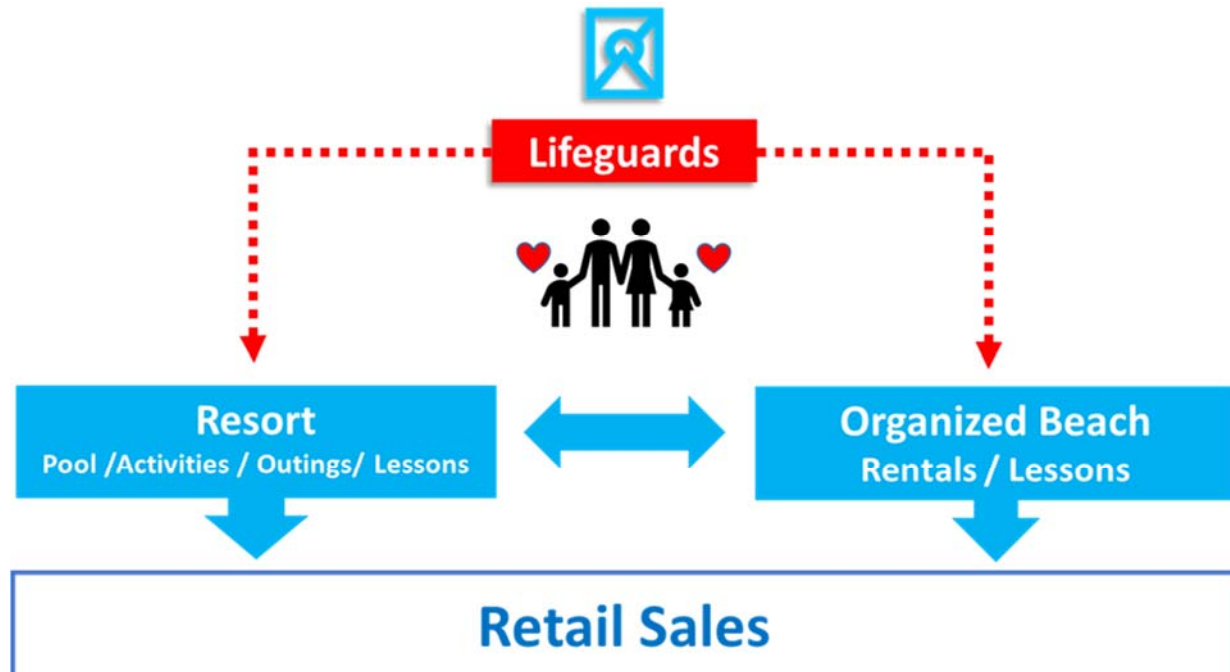 Lifeguards
Resort
Pool /Activities / Outings/ Lessons
Organized Beach
Rentals / Lessons
Retail Sales